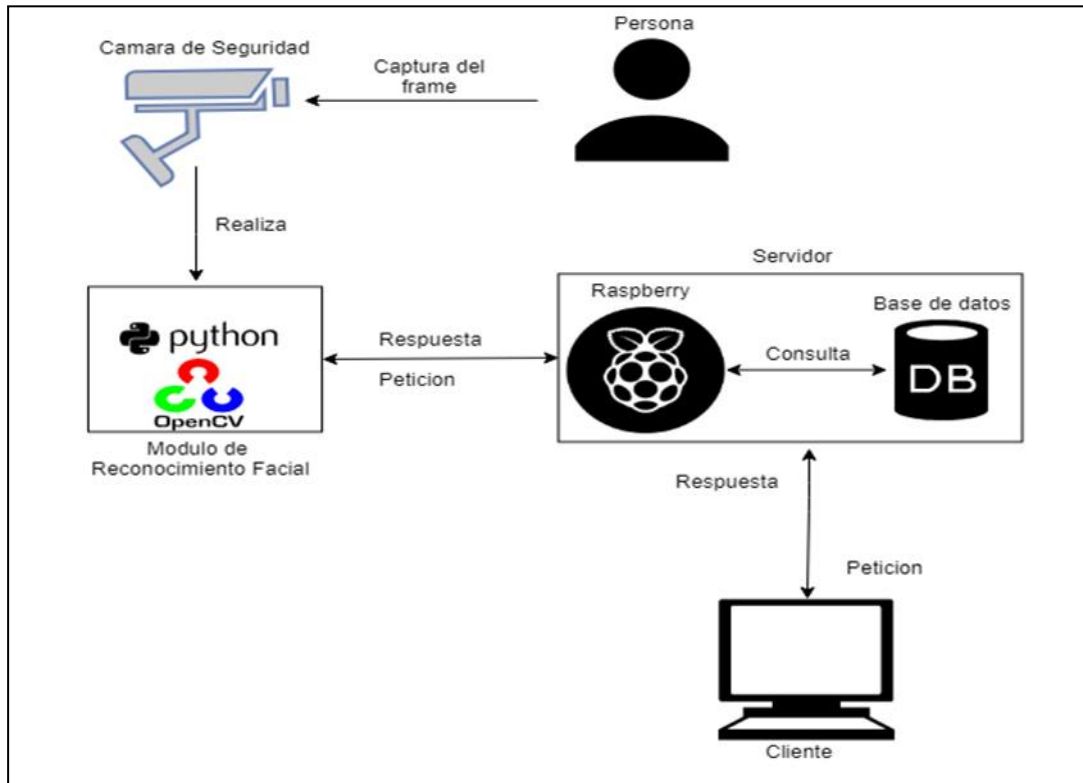 Persona
Camara de Seguridad
Captura del
frame
Realiza
Servidor
Raspberry
Base de datos
python
Respuesta
Consulta
DB
Peticion
OpenCV
Modulo de
Reconocimiento Facial
Respuesta
Peticion
Cliente